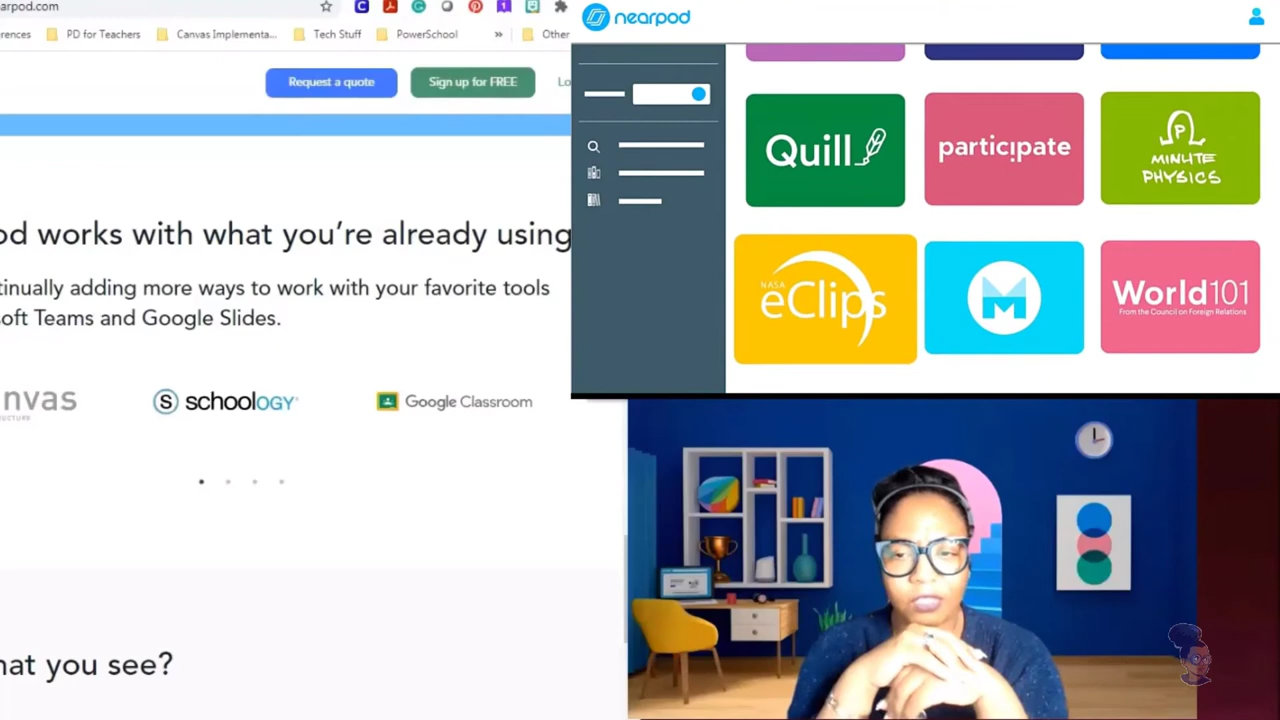 arpod.com
rences
PD for Teachers
Canvas Implementa...
Tech Stuff
PowerSchool
»
Other
Request a quote
Sign up for FREE
Lo
od works with what you're already using
tinually adding more ways to work with your favorite tools
soft Teams and Google Slides.
nvas
RUCTURE
S schoology
Google Classroom
hat you see?
nearpod
Quill
participate
P
MINUTE
PHYSICS
NASA
eClips
M
World101
From the Council on Foreign Relations